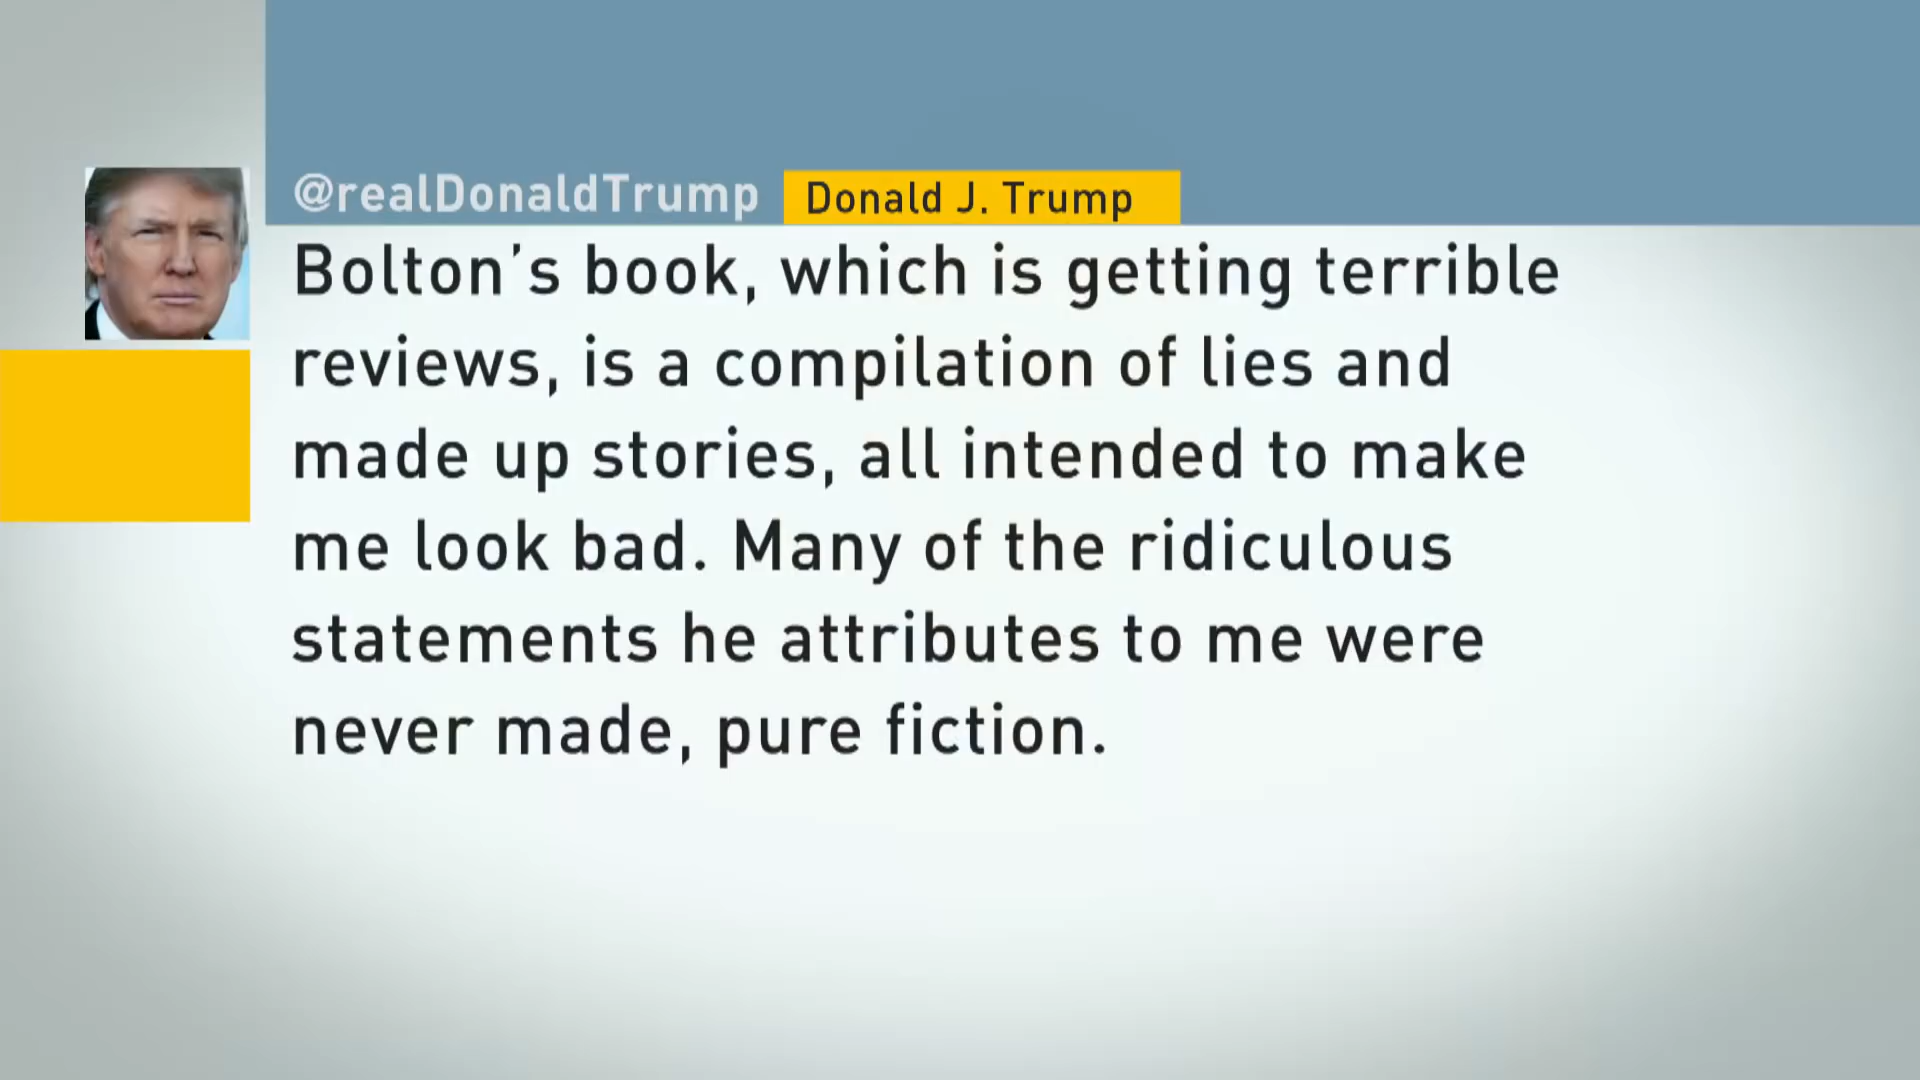 @realDonaldTrump Donald J. Trump
Bolton's book, which is getting terrible
reviews, is a compilation of lies and
made up stories, all intended to make
me look bad. Many of the ridiculous
statements he attributes to me were
never made, pure fiction.